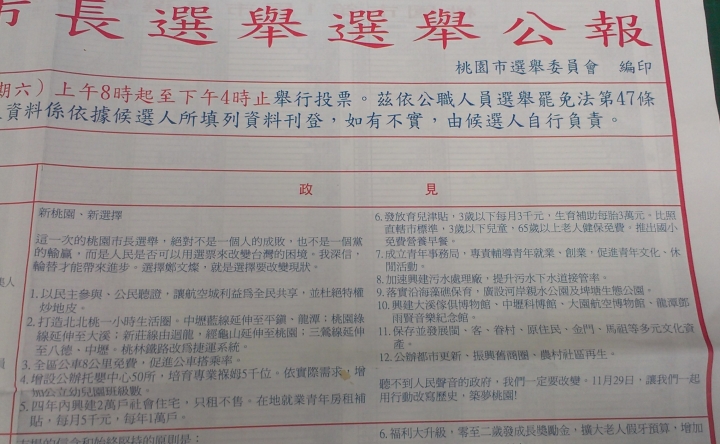 市長選舉選舉公報
桃園市選舉委員會 編印
期六）上午8時起至下午4時止舉行投票。茲依公職人員選舉罷免法第47條
資料係依據候選人所填列資料刊登，如有不實，由候選人自行負責。
政 見
新桃園、新選擇
這一次的桃園市長選舉，絕對不是一個人的成敗，也不是一個黨
的輸贏，而是人民是否可以用選票來改變台灣的困境。我深信，
輪替才能帶來進步。選擇鄭文燦，就是選擇要改變現狀。
1. 以民主參與、公民聽證，讓航空城利益為全民共享，並杜絕特權
炒地皮。
2. 打造北北桃一小時生活圈。中壢藍線延伸至平鎮、龍潭；桃園綠
線延伸至大溪；新莊線由迴龍，經龜山延伸至桃園；三鶯線延伸
至八德、中壢。桃林鐵路改為捷運系統。
3. 全區公車8公里免費，促進公車搭乘率。
4. 增設公辦托嬰中心50所，培育專業褓姆5千位。依實際需求，增
加公立幼兒園班級數
5. 四年內興建2萬戶社會住宅，只租不售。在地就業青年房租補
貼，每月5千元，每年1萬戶。
6. 發放育兒津貼，3歲以下每月3千元，生育補助每胎3萬元。比照
直轄市標準，3歲以下兒童，65歲以上老人健保免費。推出國小
免費營養早餐。
7. 成立青年事務局，專責輔導青年就業、創業，促進青年文化、休
閒活動。
8. 加速興建污水處理廠，提升污水下水道接管率。
9. 落實沿海藻礁保育，廣設河岸親水公園及埤塘生態公園。
10. 興建大溪傢俱博物館、中壢科博館、大園航空博物館、龍潭鄧
雨賢音樂紀念館。
11. 保存並發展閩、客、眷村、原住民、金門、馬祖等多元文化資
產。
12. 公辦都市更新，振興舊商圈，農村社區再生。
聽不到人民聲音的政府，我們一定要改變。11月29日，讓我們一起
用行動改寫歷史，築夢桃園！
員
6. 福利大升級，零至二歲發成長獎勵金，擴大老人假牙預算，增加